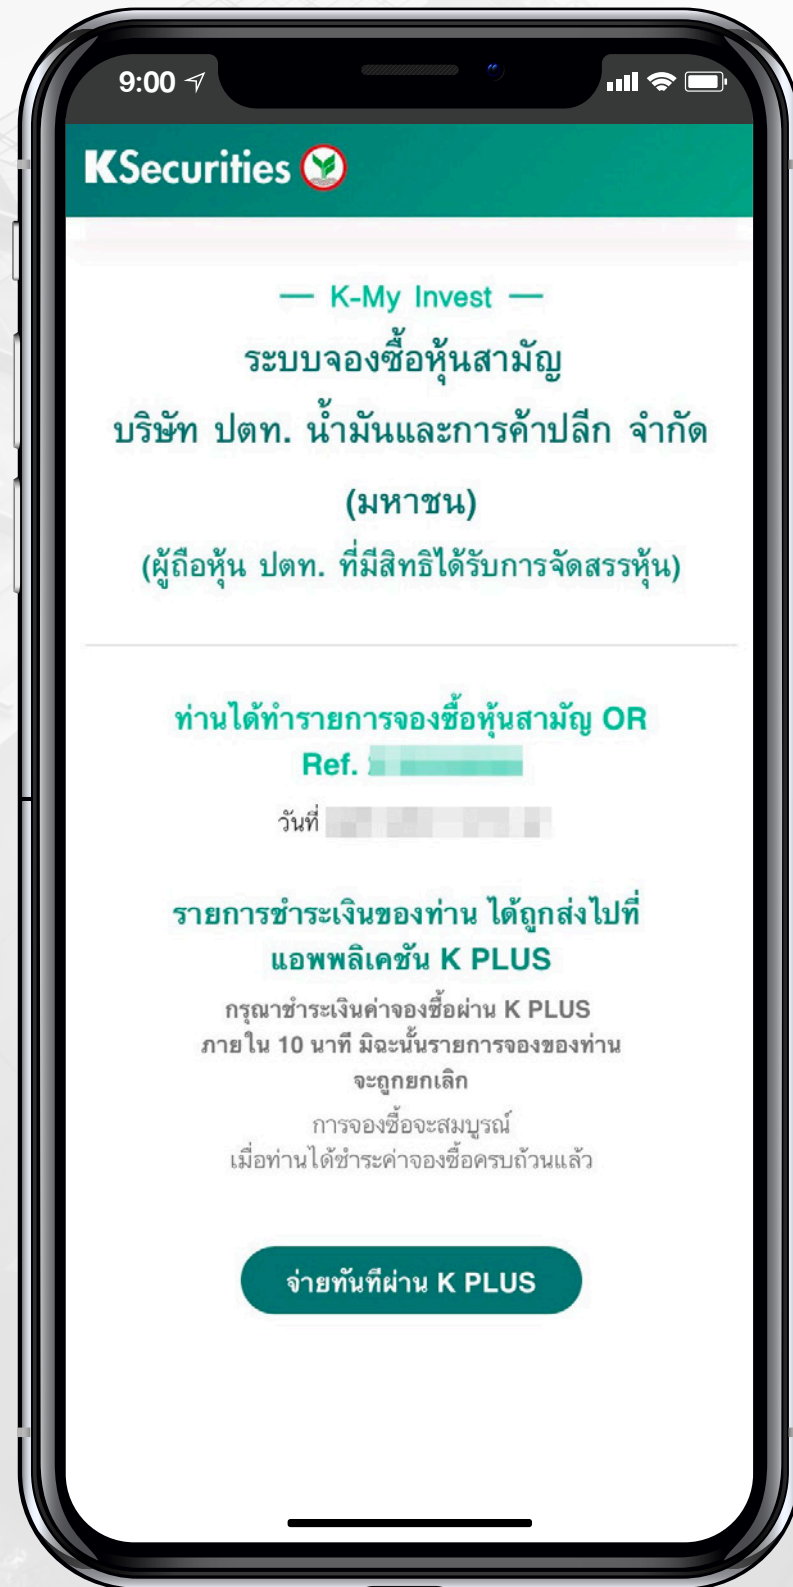 9:00
KSecurities
— K-My Invest —
ระบบจองซื้อหุ้นสามัญ
บริษัท ปตท. น้ำมันและการค้าปลีก จำกัด
(มหาชน)
(ผู้ถือหุ้น ปตท. ที่มีสิทธิได้รับการจัดสรรหุ้น)
ท่านได้ทำรายการจองซื้อหุ้นสามัญ OR
Ref.
วันที่
รายการชำระเงินของท่าน ได้ถูกส่งไปที่
แอพพลิเคชัน K PLUS
กรุณาชำระเงินค่าจองซื้อผ่าน K PLUS
ภายใน 10 นาที มิฉะนั้นรายการจองของท่าน
จะถูกยกเลิก
การจองซื้อจะสมบูรณ์
เมื่อท่านได้ชำระค่าจองซื้อครบถ้วนแล้ว
จ่ายทันทีผ่าน K PLUS